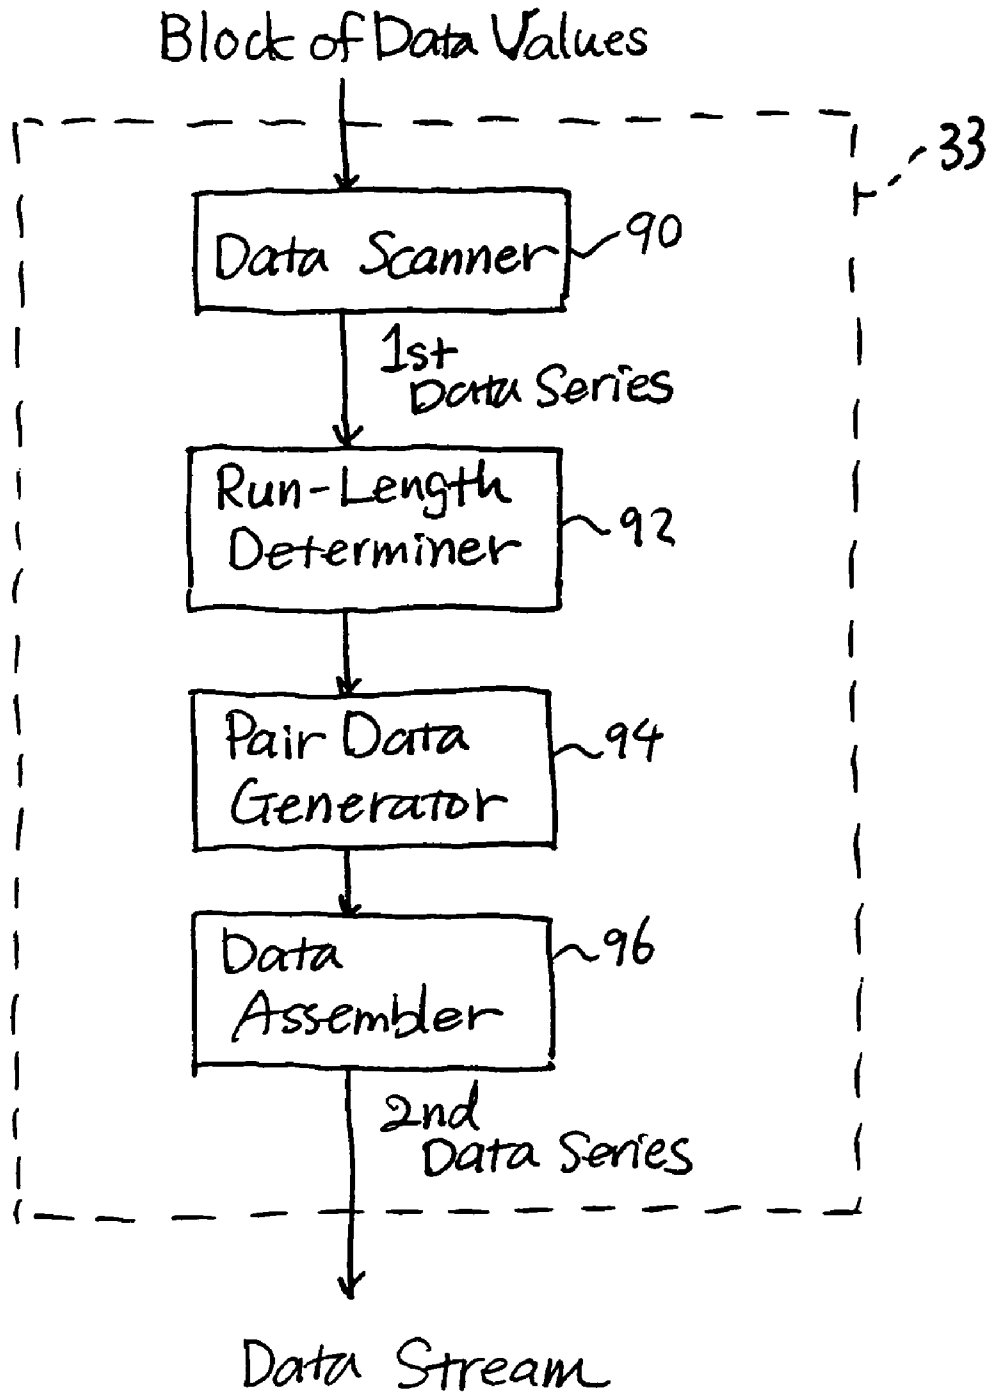 Block of Data Values
33
Data Scanner
90
1st
Data Series
Run-Length
Determiner
92
Pair Data
Generator
94
Data
Assembler
96
2nd
Data Series
Data Stream